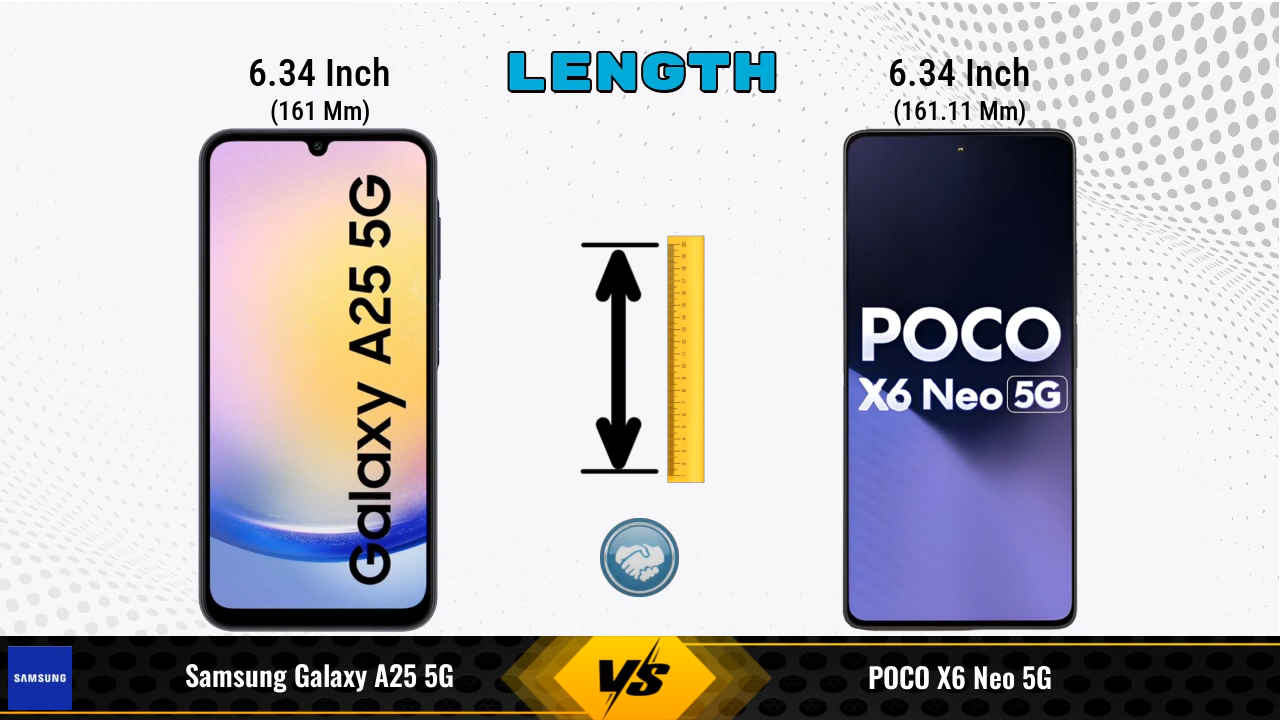 LENGTH
6.34 Inch
(161 Mm)
6.34 Inch
(161.11 Mm)
Galaxy A25 5G
POCO
X6 Neo 5G
SAMSUNG
Samsung Galaxy A25 5G
VS
POCO X6 Neo 5G